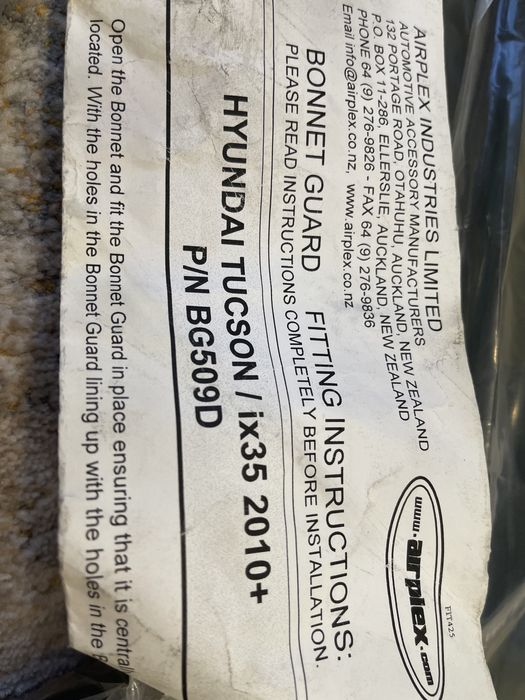 AIRPLEX INDUSTRIES LIMITED
AUTOMOTIVE ACCESSORY MANUFACTURERS
132 PORTAGE ROAD, OTAHUHU, AUCKLAND, NEW ZEALAND
P.O. BOX 11-286, ELLERSLIE, AUCKLAND, NEW ZEALAND
PHONE 64 (9) 276-9826 - FAX 64 (9) 276-9836
Email info@airplex.co.nz, www.airplex.co.nz
FIT425
www.airplex.com
BONNET GUARD FITTING INSTRUCTIONS:
PLEASE READ INSTRUCTIONS COMPLETELY BEFORE INSTALLATION.
HYUNDAI TUCSON / ix35 2010+
P/N BG509D
Open the Bonnet and fit the Bonnet Guard in place ensuring that it is central
located. With the holes in the Bonnet Guard lining up with the holes in the